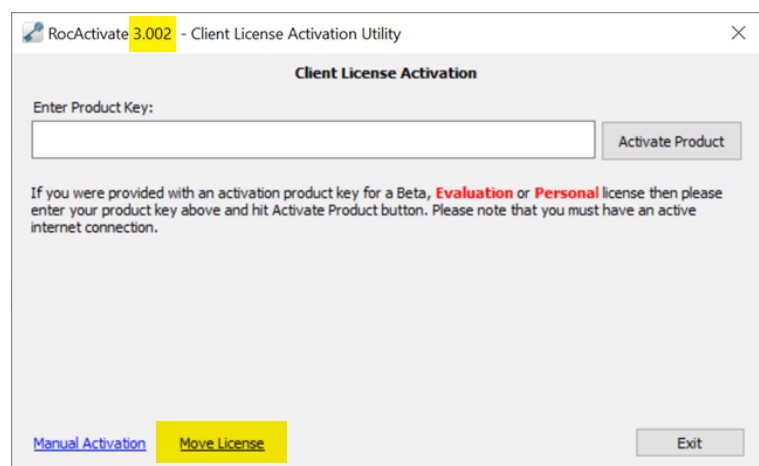 RocActivate 3.002 - Client License Activation Utility
Client License Activation
Enter Product Key:
Activate Product
If you were provided with an activation product key for a Beta, Evaluation or Personal license then please
enter your product key above and hit Activate Product button. Please note that you must have an active
internet connection.
Manual Activation
Move License
Exit